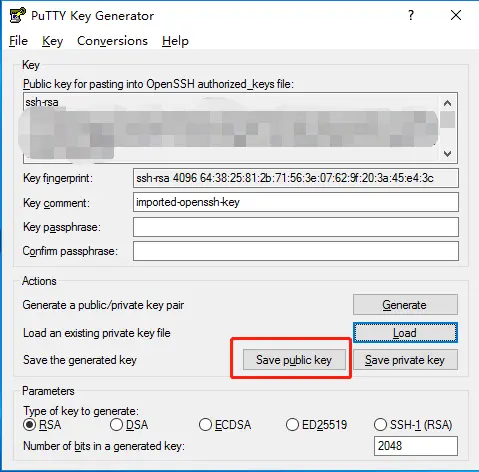 PuTTY Key Generator
?
File Key Conversions Help
Key
Public key for pasting into OpenSSH authorized_keys file:
ssh-rsa
Key fingerprint: ssh-rsa 4096 64:38:25:81:2b:71:56:3e:07:62:9f:20:3a:45:e4:3c
Key comment: imported-openssh-key
Key passphrase:
Confirm passphrase:
Actions
Generate a public/private key pair Generate
Load an existing private key file Load
Save the generated key Save public key Save private key
Parameters
Type of key to generate:
RSA DSA ECDSA ED25519 SSH-1 (RSA)
Number of bits in a generated key: 2048